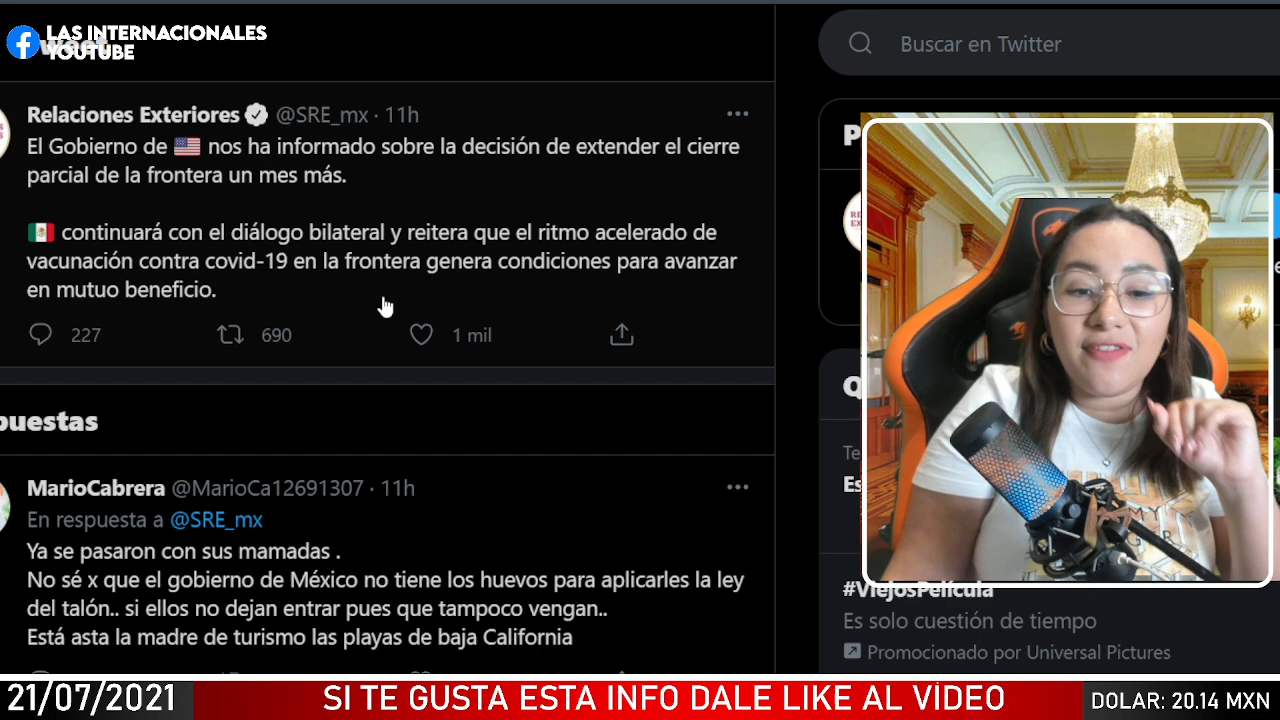 LAS INTERNACIONALES
YOUTUBE
Buscar en Twitter
Relaciones Exteriores @SRE_mx · 11h
El Gobierno de 🇺🇸 nos ha informado sobre la decisión de extender el cierre
parcial de la frontera un mes más.
🇲🇽 continuará con el diálogo bilateral y reitera que el ritmo acelerado de
vacunación contra covid-19 en la frontera genera condiciones para avanzar
en mutuo beneficio.
227 690 1 mil
puestas
MarioCabrera @MarioCa12691307 · 11h
En respuesta a @SRE_mx
Ya se pasaron con sus mamadas .
No sé x que el gobierno de México no tiene los huevos para aplicarles la ley
del talón.. si ellos no dejan entrar pues que tampoco vengan..
Está asta la madre de turismo las playas de baja California
#ViejosPelícula
Es solo cuestión de tiempo
Promocionado por Universal Pictures
21/07/2021
SI TE GUSTA ESTA INFO DALE LIKE AL VÍDEO
DOLAR: 20.14 MXN